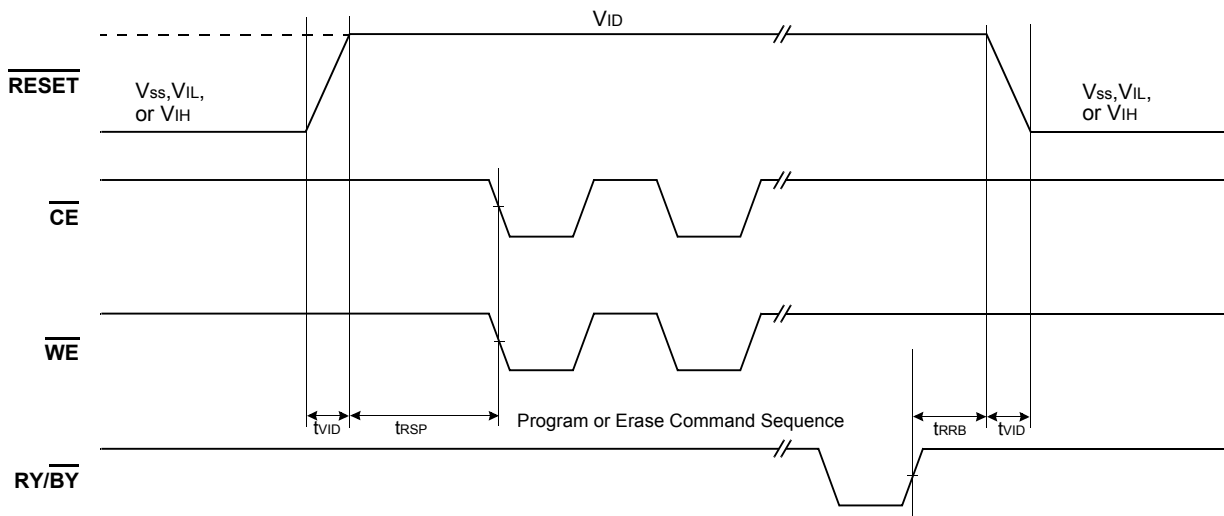 VID
RESET
Vss,VIL,
or VIH
Vss,VIL,
or VIH
CE
WE
tVID
tRSP
Program or Erase Command Sequence
tRRB
tVID
RY/BY